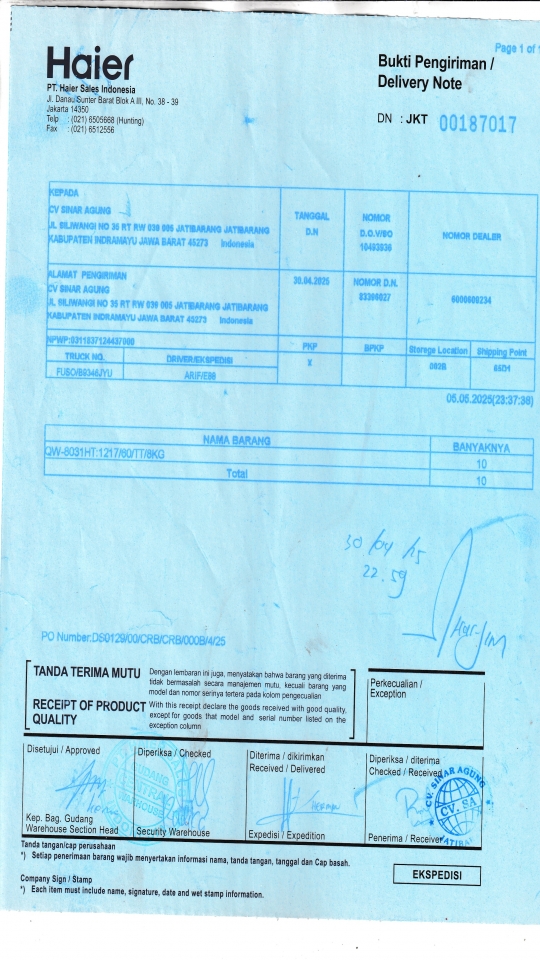 Page 1 of 1
Haier
PT. Haier Sales Indonesia
Jl. Danau Sunter Barat Blok A III, No. 38 - 39
Jakarta 14350
Telp : (021) 6505668 (Hunting)
Fax : (021) 6512556
Bukti Pengiriman /
Delivery Note
DN : JKT 00187017
KEPADA
CV SINAR AGUNG
JL SILIWANGI NO 35 RT RW 039 005 JATIBARANG JATIBARANG
KABUPATEN INDRAMAYU JAWA BARAT 45273 Indonesia
TANGGAL
D.N
NOMOR
D.O.V/SO
NOMOR DEALER
ALAMAT PENGIRIMAN
CV SINAR AGUNG
JL SILIWANGI NO 35 RT RW 039 005 JATIBARANG JATIBARANG
KABUPATEN INDRAMAYU JAWA BARAT 45273 Indonesia
30.04.2025
NOMOR D.N.
NPWP:0311837124437000
PKP
BPKP
Storege Location
Shipping Point
TRUCK NO.
DRIVER/EKSPEDISI
X
002B
FUSO/B9346JYU
05.05.2025(23:37:36)
NAMA BARANG
BANYAKNYA
QW-8031HT:1217/60/TT/8KG
10
Total
10
30/04/25
22.59
PO Number:DS0129/00/CRB/CRB/000B/4/25
TANDA TERIMA MUTU
Dengan lembaran ini juga, menyatakan bahwa barang yang diterima
tidak bermasalah secara manajemen mutu, kecuali barang yang
model dan nomor serinya tertera pada kolom pengecualian
RECEIPT OF PRODUCT
QUALITY
With this receipt declare the goods received with good quality,
except for goods that model and serial number listed on the
exception column
Perkecualian /
Exception
Disetujui / Approved
Diperiksa / Checked
Diterima / dikirimkan
Received / Delivered
Diperiksa / diterima
Checked / Received
CV. SINAR AGUNG
CV. SA
Kep. Bag. Gudang
Warehouse Section Head
Secutity Warehouse
Expedisi / Expedition
Penerima / Receiver
Tanda tangan/cap perusahaan
*) Setiap penerimaan barang wajib menyertakan informasi nama, tanda tangan, tanggal dan Cap basah.
EKSPEDISI
Company Sign / Stamp
*) Each item must include name, signature, date and wet stamp information.